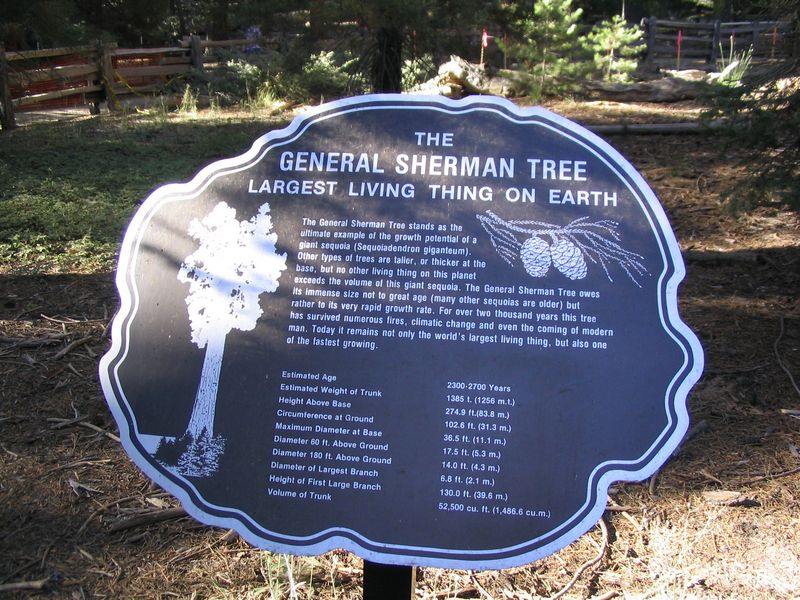 THE
GENERAL SHERMAN TREE
LARGEST LIVING THING ON EARTH
The General Sherman Tree stands as the
ultimate example of the growth potential of a
giant sequoia (Sequoiadendron giganteum).
Other types of trees are taller, or thicker at the
base, but no other living thing on this planet
exceeds the volume of this giant sequoia. The General Sherman Tree owes
its immense size not to great age (many other sequoias are older) but
rather to its very rapid growth rate. For over two thousand years this tree
has survived numerous fires, climatic change and even the coming of modern
man. Today it remains not only the world's largest living thing, but also one
of the fastest growing.
Estimated Age 2300-2700 Years
Estimated Weight of Trunk 1385 t. (1256 m.t.)
Height Above Base 274.9 ft.(83.8 m.)
Circumference at Ground 102.6 ft. (31.3 m.)
Maximum Diameter at Base 36.5 ft. (11.1 m.)
Diameter 60 ft. Above Ground 17.5 ft. (5.3 m.)
Diameter 180 ft. Above Ground 14.0 ft. (4.3 m.)
Diameter of Largest Branch 6.8 ft. (2.1 m.)
Height of First Large Branch 130.0 ft. (39.6 m.)
Volume of Trunk 52,500 cu. ft. (1,486.6 cu.m.)